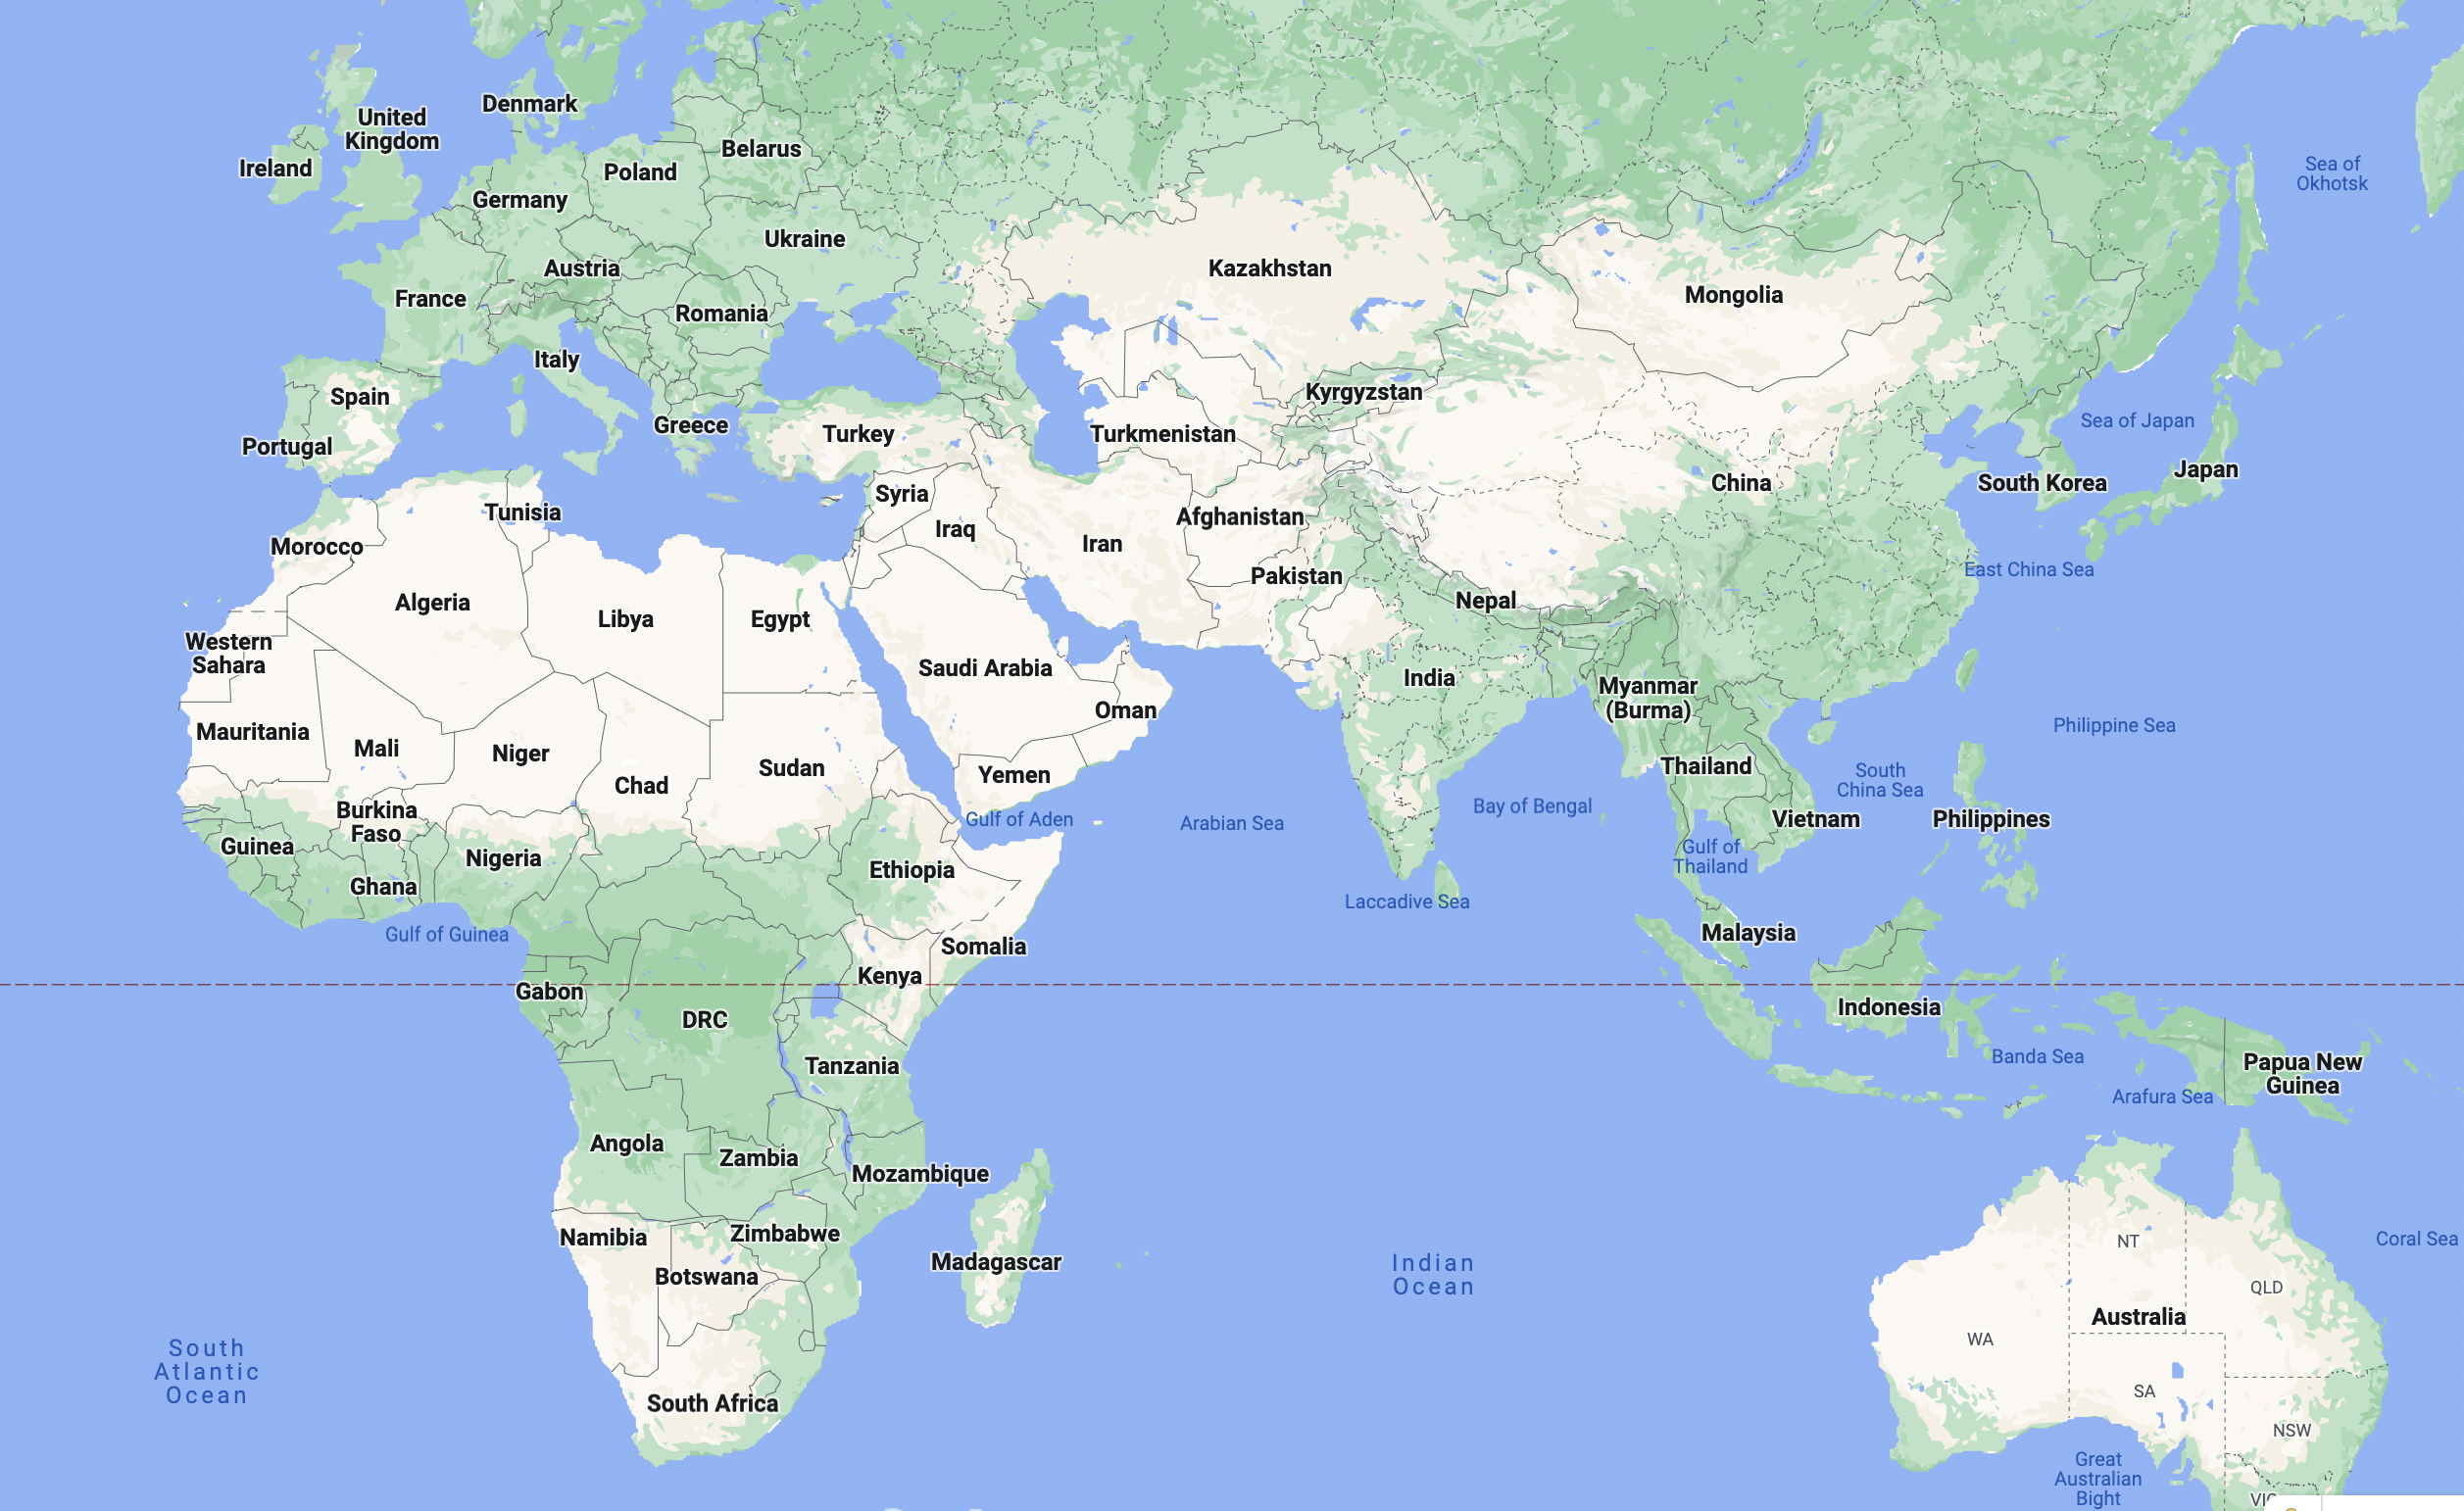 Denmark
United
Kingdom
Ireland
Belarus
Poland
Germany
Ukraine
Austria
France
Romania
Italy
Spain
Portugal
Greece
Turkey
Kazakhstan
Mongolia
Sea of
Okhotsk
Kyrgyzstan
Turkmenistan
Sea of Japan
Japan
South Korea
China
Syria
Iraq
Iran
Afghanistan
Pakistan
Nepal
East China Sea
Tunisia
Morocco
Algeria
Libya
Egypt
Western
Sahara
Saudi Arabia
Oman
India
Myanmar
(Burma)
Philippine Sea
Mauritania
Mali
Niger
Chad
Sudan
Yemen
Thailand
South
China Sea
Burkina
Faso
Guinea
Nigeria
Ghana
Gulf of Aden
Arabian Sea
Bay of Bengal
Vietnam
Philippines
Gulf of
Thailand
Ethiopia
Laccadive Sea
Gulf of Guinea
Somalia
Malaysia
Kenya
Gabon
DRC
Indonesia
Tanzania
Banda Sea
Papua New
Guinea
Arafura Sea
Angola
Zambia
Mozambique
Namibia
Zimbabwe
Botswana
Madagascar
Indian
Ocean
NT
Coral Sea
QLD
Australia
WA
South
Atlantic
Ocean
SA
South Africa
NSW
Great
Australian
Bight